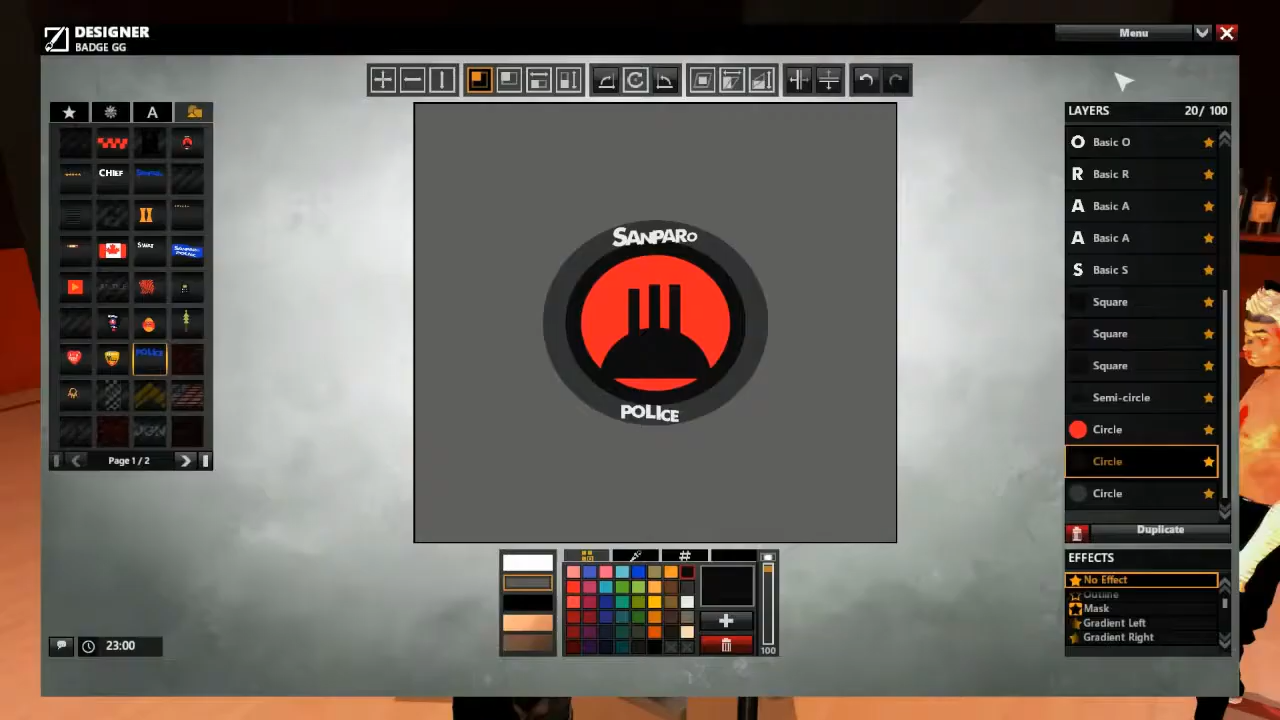 DESIGNER
BADGE GG
Menu
A
LAYERS 20/ 100
O Basic O
R Basic R
A Basic A
A Basic A
S Basic S
Square
Square
Square
Semi-circle
Circle
Circle
Circle
Duplicate
EFFECTS
No Effect
Outline
Mask
Gradient Left
Gradient Right
CHIEF
SWAT
POLICE
Page 1 / 2
SANPARO
POLICE
#
100
23:00